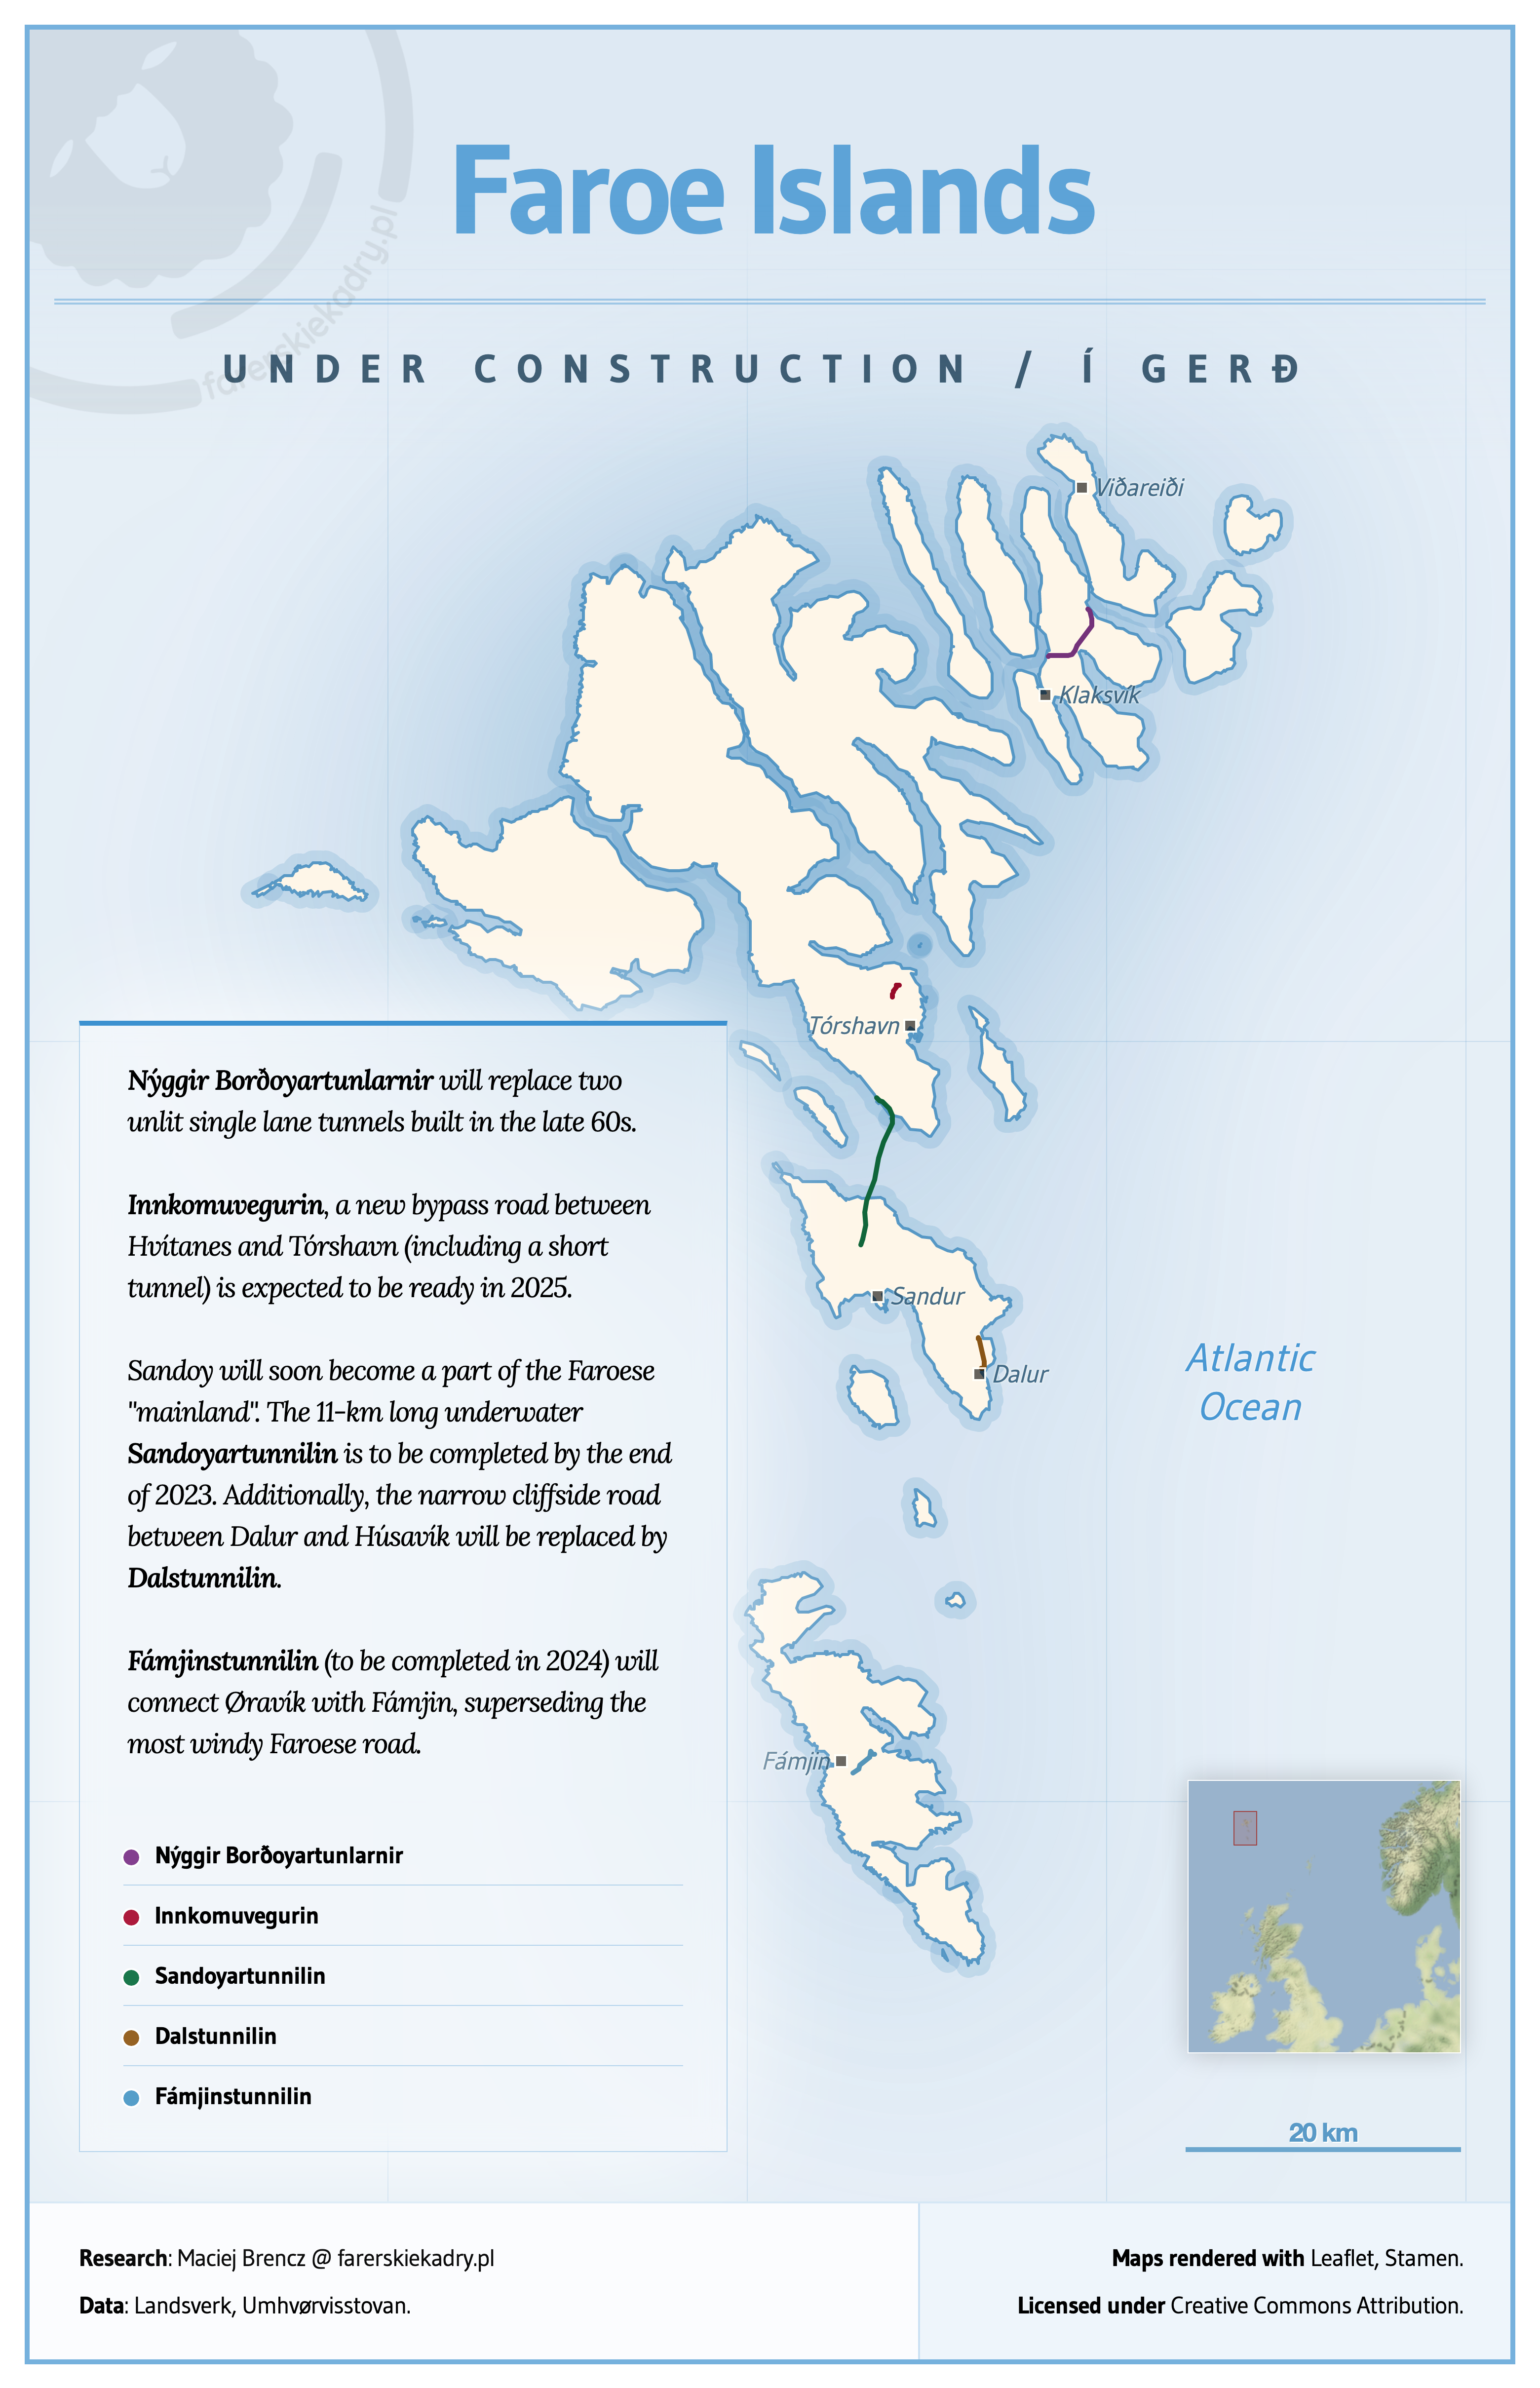 farerskiekadry.pl
Faroe Islands
UNDER CONSTRUCTION / Í GERÐ
Viðareiði
Klaksvík
Tórshavn
Sandur
Dalur
Atlantic
Ocean
Fámjin
Nýggir Borðoyartunlarnir will replace two
unlit single lane tunnels built in the late 60s.
Innkomuvegurin, a new bypass road between
Hvítanes and Tórshavn (including a short
tunnel) is expected to be ready in 2025.
Sandoy will soon become a part of the Faroese
"mainland". The 11-km long underwater
Sandoyartunnilin is to be completed by the end
of 2023. Additionally, the narrow cliffside road
between Dalur and Húsavík will be replaced by
Dalstunnilin.
Fámjinstunnilin (to be completed in 2024) will
connect Øravík with Fámjin, superseding the
most windy Faroese road.
Nýggir Borðoyartunlarnir
Innkomuvegurin
Sandoyartunnilin
Dalstunnilin
Fámjinstunnilin
20 km
Research: Maciej Brencz @ farerskiekadry.pl
Data: Landsverk, Umhvørvisstovan.
Maps rendered with Leaflet, Stamen.
Licensed under Creative Commons Attribution.